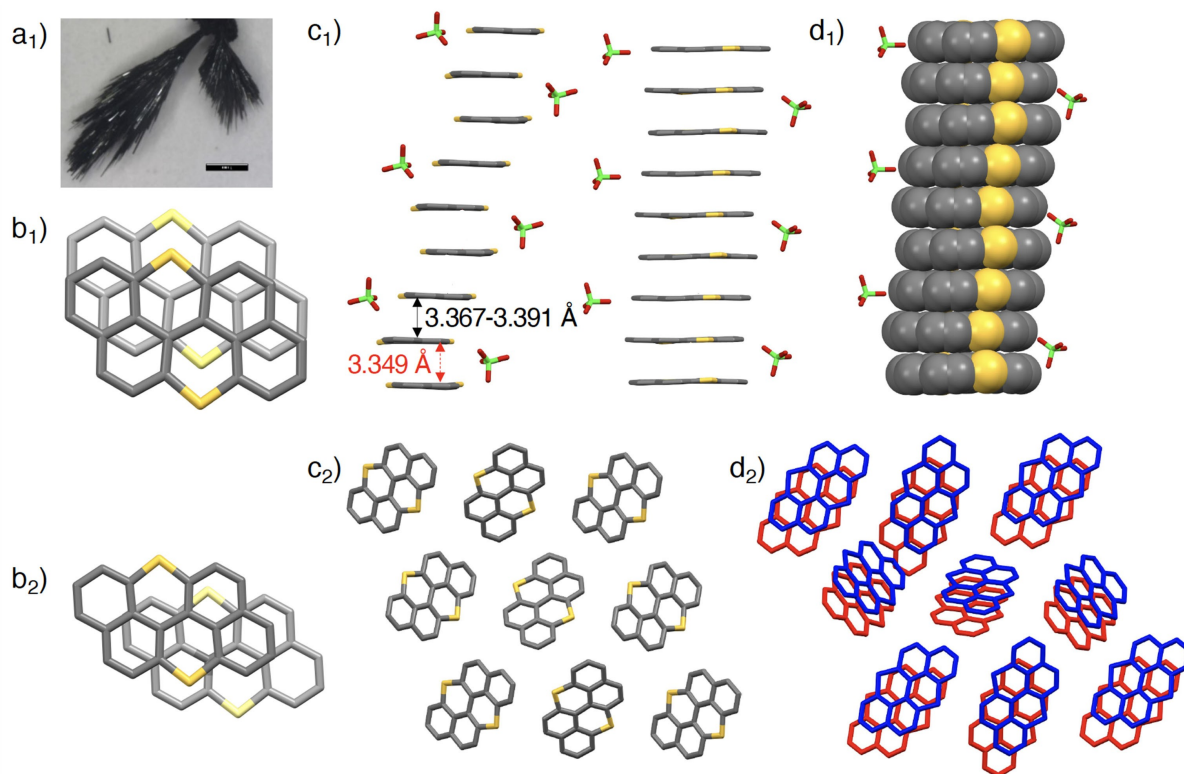 a1)
c1)
d1)
b1)
3.367-3.391 Å
3.349 Å
c2)
d2)
b2)